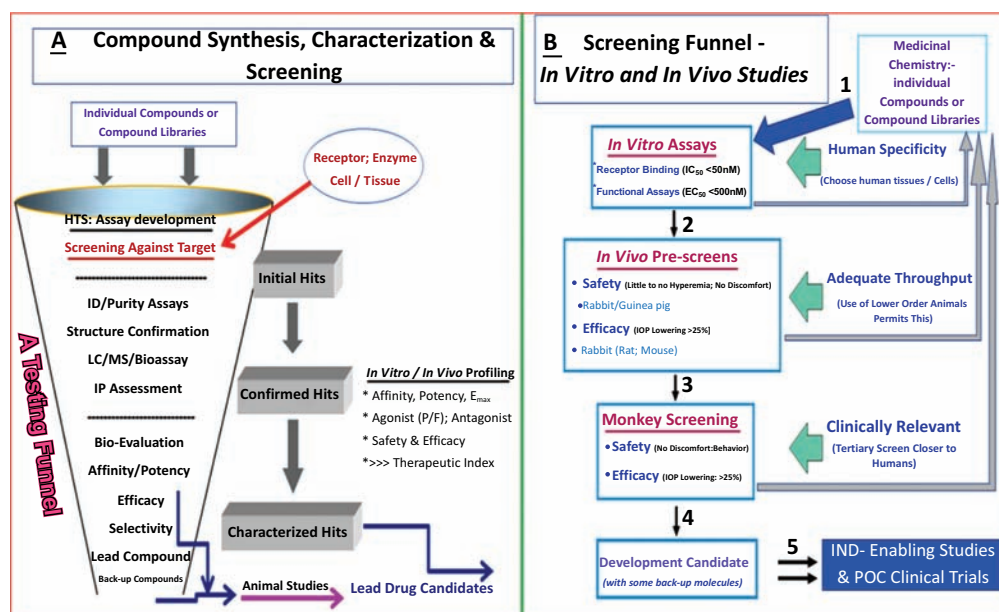 A Compound Synthesis, Characterization &
Screening
Individual Compounds or
Compound Libraries
Receptor; Enzyme
Cell / Tissue
HTS: Assay development
Screening Against Target
ID/Purity Assays
Structure Confirmation
LC/MS/Bioassay
IP Assessment
Bio-Evaluation
Affinity/Potency
Efficacy
Selectivity
Lead Compound
Back-up Compounds
A Testing Funnel
Initial Hits
Confirmed Hits
Characterized Hits
In Vitro / In Vivo Profiling
* Affinity, Potency, Emax
* Agonist (P/F); Antagonist
* Safety & Efficacy
*>>> Therapeutic Index
Animal Studies
Lead Drug Candidates
B Screening Funnel -
In Vitro and In Vivo Studies
Medicinal
Chemistry:-
individual
Compounds or
Compound Libraries
1
In Vitro Assays
*Receptor Binding (IC50 <50nM)
*Functional Assays (EC50 <500nM)
Human Specificity
(Choose human tissues / Cells)
2
In Vivo Pre-screens
• Safety (Little to no Hyperemia; No Discomfort)
•Rabbit/Guinea pig
• Efficacy (IOP Lowering >25%]
• Rabbit (Rat; Mouse)
Adequate Throughput
(Use of Lower Order Animals
Permits This)
3
Monkey Screening
•Safety (No Discomfort:Behavior)
•Efficacy (IOP Lowering: >25%)
Clinically Relevant
(Tertiary Screen Closer to
Humans)
4
Development Candidate
(with some back-up molecules)
5
IND- Enabling Studies
& POC Clinical Trials